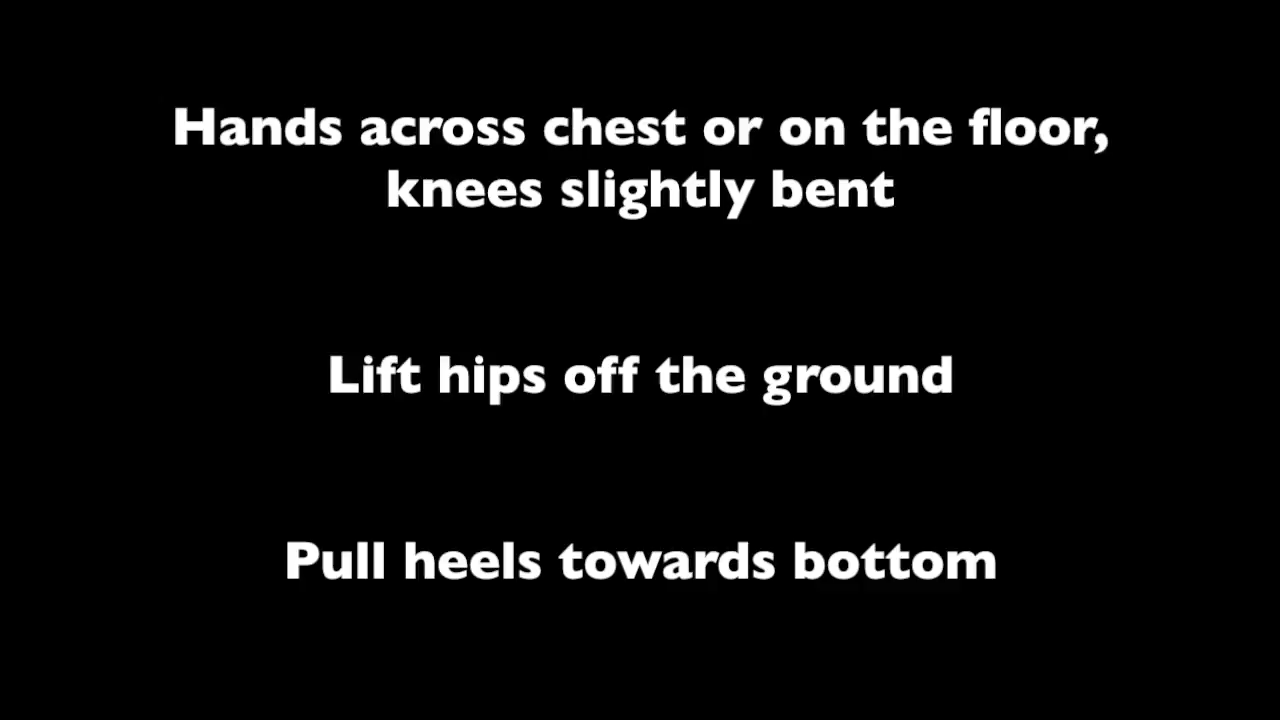 Hands across chest or on the floor,
knees slightly bent
Lift hips off the ground
Pull heels towards bottom